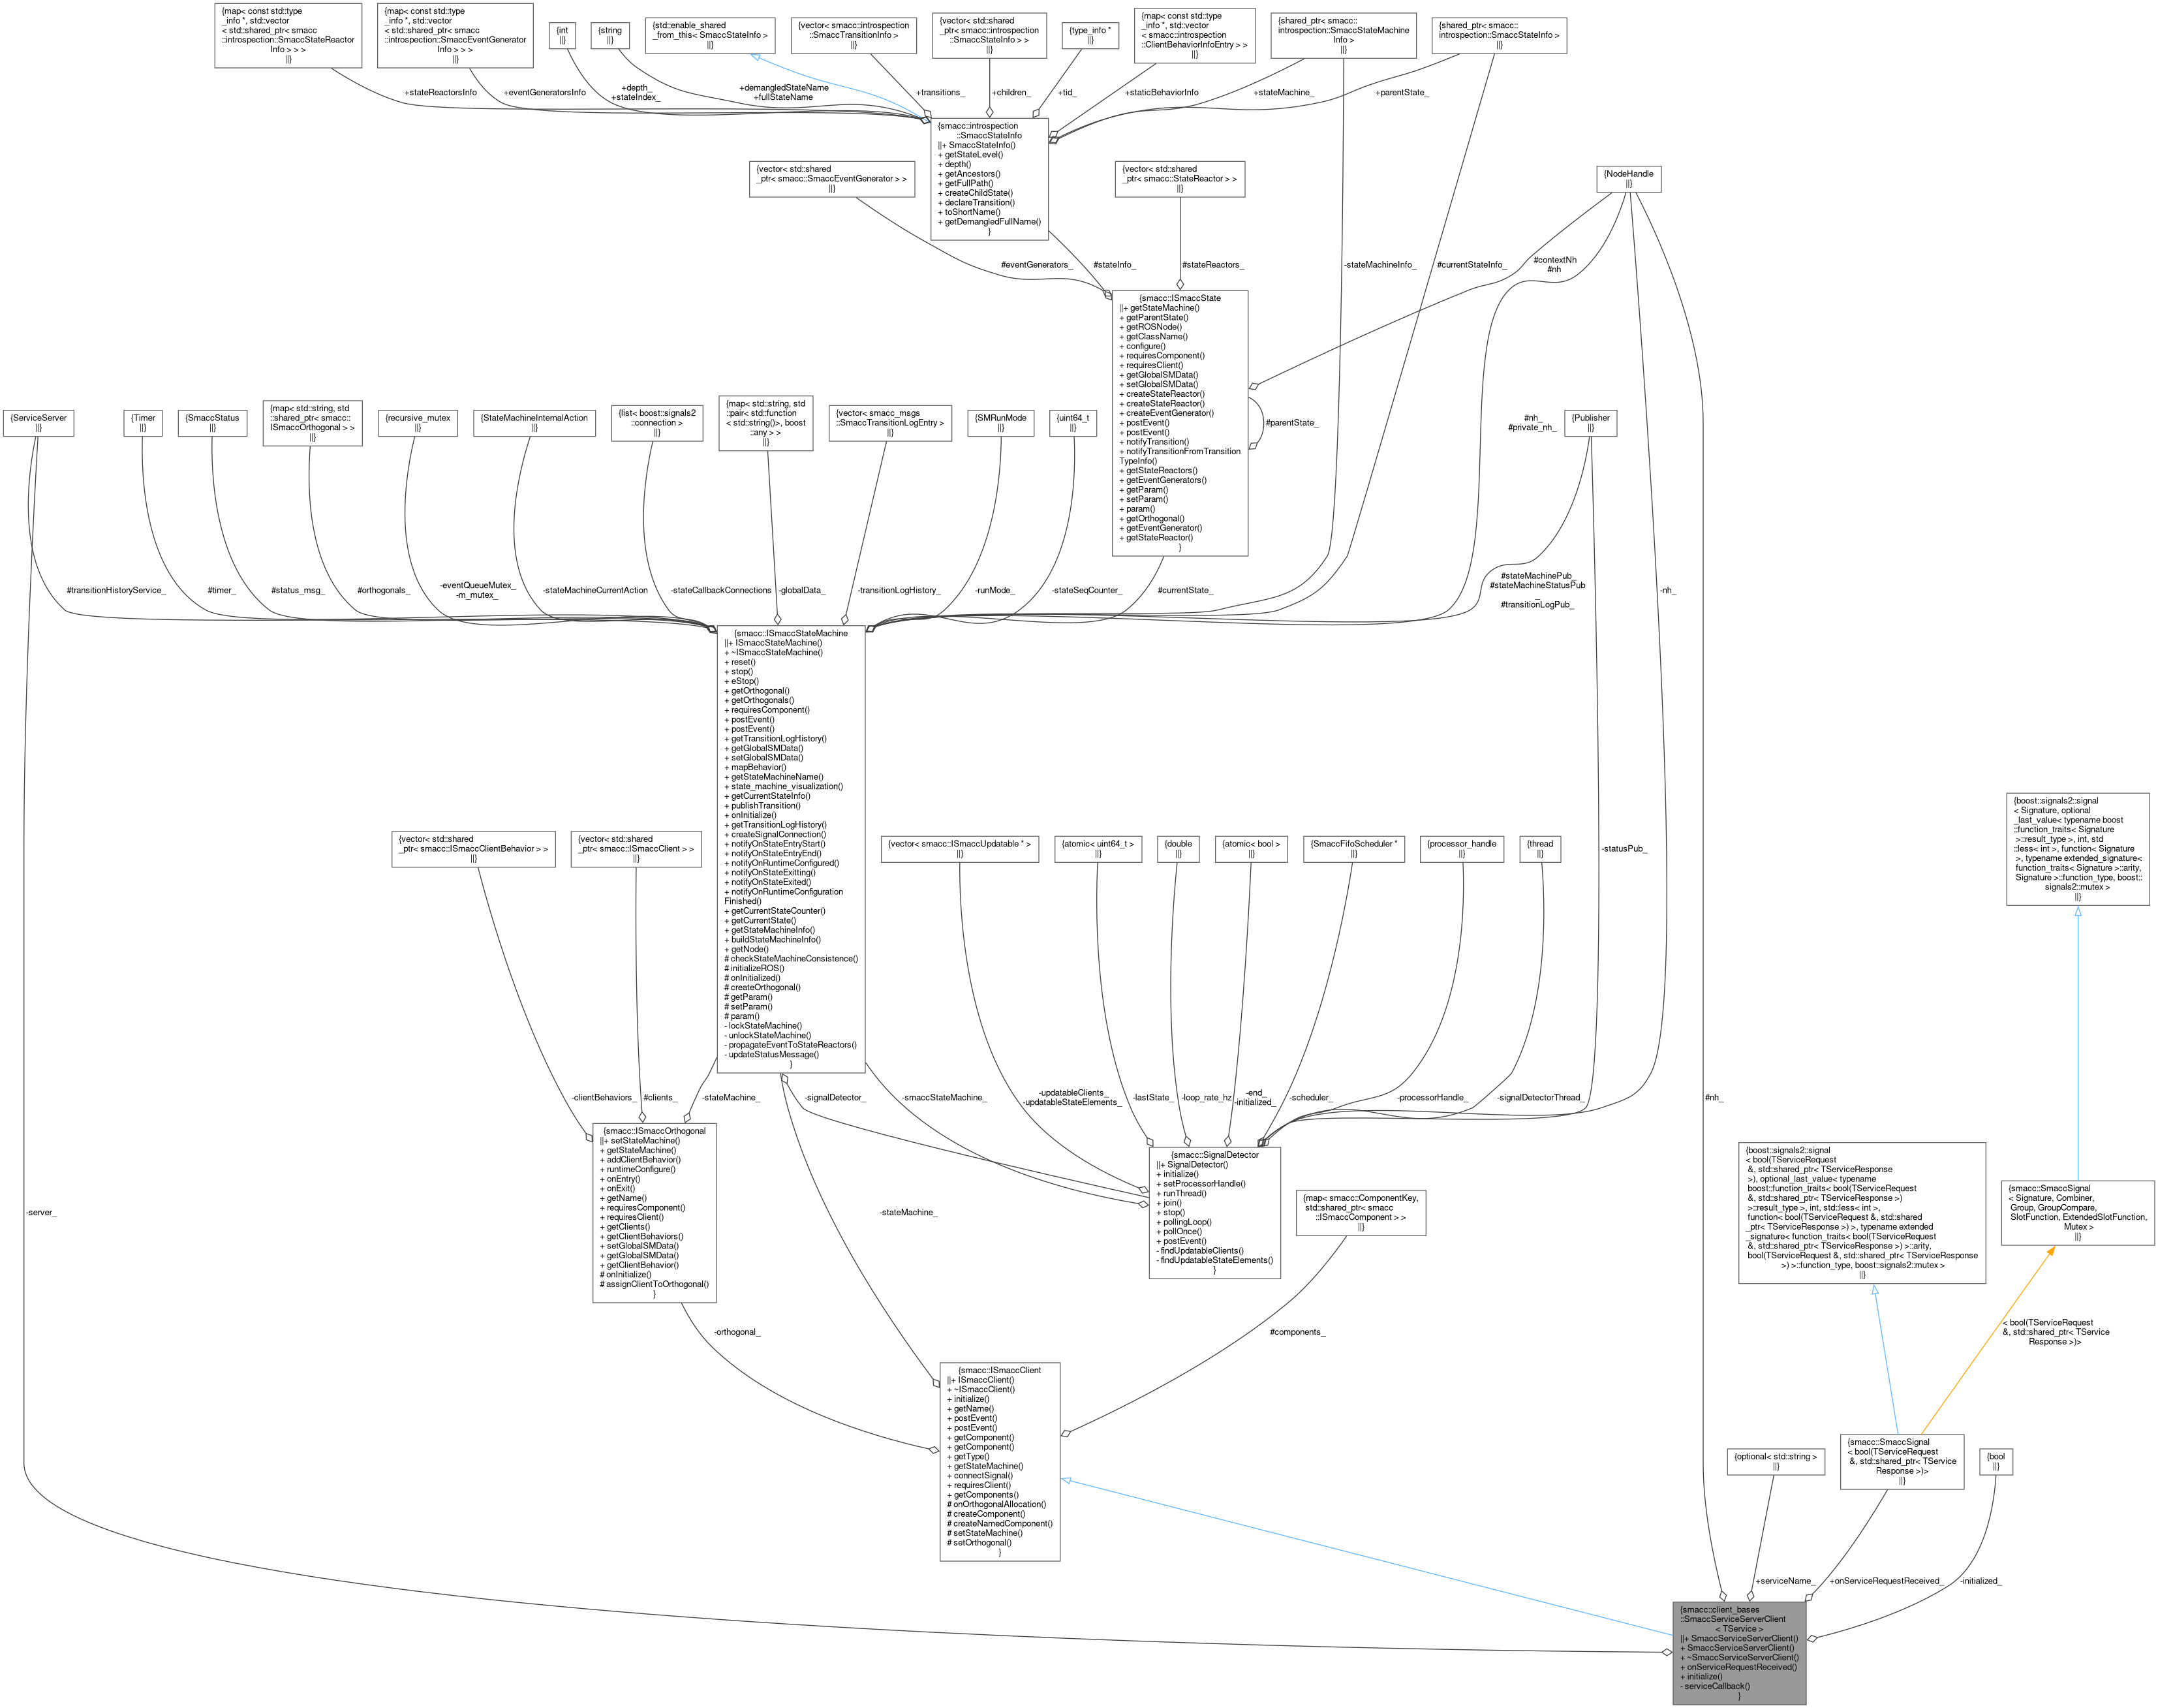 {map< const std::type
_info *, std::vector
< std::shared_ptr< smacc
::introspection::SmaccStateReactor
Info > > >
||}
{map< const std::type
_info *, std::vector
< std::shared_ptr< smacc
::introspection::SmaccEventGenerator
Info > > >
||}
{int
||}
{string
||}
{std::enable_shared
_from_this< SmaccStateInfo >
||}
{vector< smacc::introspection
::SmaccTransitionInfo >
||}
{vector< std::shared
_ptr< smacc::introspection
::SmaccStateInfo > >
||}
{type_info *
||}
{map< const std::type
_info *, std::vector
< smacc::introspection
::ClientBehaviorInfoEntry > >
||}
{shared_ptr< smacc::
introspection::SmaccStateMachine
Info >
||}
{shared_ptr< smacc::
introspection::SmaccStateInfo >
||}
+stateReactorsInfo
+eventGeneratorsInfo
+depth_
+stateIndex_
+demangledStateName
+fullStateName
+transitions_
+children_
+tid_
+staticBehaviorInfo
+stateMachine_
+parentState_
{smacc::introspection
::SmaccStateInfo
||+ SmaccStateInfo()
+ getStateLevel()
+ depth()
+ getAncestors()
+ getFullPath()
+ createChildState()
+ declareTransition()
+ toShortName()
+ getDemangledFullName()
}
{vector< std::shared
_ptr< smacc::SmaccEventGenerator > >
||}
{vector< std::shared
_ptr< smacc::StateReactor > >
||}
{NodeHandle
||}
#eventGenerators_
#stateInfo_
#stateReactors_
-stateMachineInfo_
#currentStateInfo_
#contextNh
#nh
{smacc::ISmaccState
||+ getStateMachine()
+ getParentState()
+ getROSNode()
+ getClassName()
+ configure()
+ requiresComponent()
+ requiresClient()
+ getGlobalSMData()
+ setGlobalSMData()
+ createStateReactor()
+ createStateReactor()
+ createEventGenerator()
+ postEvent()
+ postEvent()
+ notifyTransition()
+ notifyTransitionFromTransition
TypeInfo()
+ getStateReactors()
+ getEventGenerators()
+ getParam()
+ setParam()
+ param()
+ getOrthogonal()
+ getEventGenerator()
+ getStateReactor()
}
#parentState_
#nh_
#private_nh_
{Publisher
||}
{ServiceServer
||}
{Timer
||}
{SmaccStatus
||}
{map< std::string, std
::shared_ptr< smacc::
ISmaccOrthogonal > >
||}
{recursive_mutex
||}
{StateMachineInternalAction
||}
{list< boost::signals2
::connection >
||}
{map< std::string, std
::pair< std::function
< std::string()>, boost
::any > >
||}
{vector< smacc_msgs
::SmaccTransitionLogEntry >
||}
{SMRunMode
||}
{uint64_t
||}
#transitionHistoryService_
#timer_
#status_msg_
#orthogonals_
-eventQueueMutex_
-m_mutex_
-stateMachineCurrentAction
-stateCallbackConnections
-globalData_
-transitionLogHistory_
-runMode_
-stateSeqCounter_
#currentState_
#stateMachinePub_
#stateMachineStatusPub
_
#transitionLogPub_
-nh_
{smacc::ISmaccStateMachine
||+ ISmaccStateMachine()
+ ~ISmaccStateMachine()
+ reset()
+ stop()
+ eStop()
+ getOrthogonal()
+ getOrthogonals()
+ requiresComponent()
+ postEvent()
+ postEvent()
+ getTransitionLogHistory()
+ getGlobalSMData()
+ setGlobalSMData()
+ mapBehavior()
+ getStateMachineName()
+ state_machine_visualization()
+ getCurrentStateInfo()
+ publishTransition()
+ onInitialize()
+ getTransitionLogHistory()
+ createSignalConnection()
+ notifyOnStateEntryStart()
+ notifyOnStateEntryEnd()
+ notifyOnRuntimeConfigured()
+ notifyOnStateExitting()
+ notifyOnStateExited()
+ notifyOnRuntimeConfiguration
Finished()
+ getCurrentStateCounter()
+ getCurrentState()
+ getStateMachineInfo()
+ buildStateMachineInfo()
+ getNode()
# checkStateMachineConsistence()
# initializeROS()
# onInitialized()
# createOrthogonal()
# getParam()
# setParam()
# param()
- lockStateMachine()
- unlockStateMachine()
- propagateEventToStateReactors()
- updateStatusMessage()
}
{vector< std::shared
_ptr< smacc::ISmaccClientBehavior > >
||}
{vector< std::shared
_ptr< smacc::ISmaccClient > >
||}
{vector< smacc::ISmaccUpdatable * >
||}
{atomic< uint64_t >
||}
{double
||}
{atomic< bool >
||}
{SmaccFifoScheduler *
||}
{processor_handle
||}
{thread
||}
-statusPub_
{boost::signals2::signal
< Signature, optional
_last_value< typename boost
::function_traits< Signature
>::result_type >, int, std
::less< int >, function< Signature
>, typename extended_signature<
function_traits< Signature >::arity,
Signature >::function_type, boost::
signals2::mutex >
||}
-clientBehaviors_
#clients_
-stateMachine_
-signalDetector_
-smaccStateMachine_
-updatableClients_
-updatableStateElements_
-lastState_
-loop_rate_hz
-end_
-initialized_
-scheduler_
-processorHandle_
-signalDetectorThread_
#nh_
{smacc::ISmaccOrthogonal
||+ setStateMachine()
+ getStateMachine()
+ addClientBehavior()
+ runtimeConfigure()
+ onEntry()
+ onExit()
+ getName()
+ requiresComponent()
+ requiresClient()
+ getClients()
+ getClientBehaviors()
+ setGlobalSMData()
+ getGlobalSMData()
+ getClientBehavior()
# onInitialize()
# assignClientToOrthogonal()
}
{smacc::SignalDetector
||+ SignalDetector()
+ initialize()
+ setProcessorHandle()
+ runThread()
+ join()
+ stop()
+ pollingLoop()
+ pollOnce()
+ postEvent()
- findUpdatableClients()
- findUpdatableStateElements()
}
{map< smacc::ComponentKey,
std::shared_ptr< smacc
::ISmaccComponent > >
||}
{boost::signals2::signal
< bool(TServiceRequest
&, std::shared_ptr< TServiceResponse
>), optional_last_value< typename
boost::function_traits< bool(TServiceRequest
&, std::shared_ptr< TServiceResponse >)
>::result_type >, int, std::less< int >,
function< bool(TServiceRequest &, std::shared
_ptr< TServiceResponse >) >, typename extended
_signature< function_traits< bool(TServiceRequest
&, std::shared_ptr< TServiceResponse >) >::arity,
bool(TServiceRequest &, std::shared_ptr< TServiceResponse
>) >::function_type, boost::signals2::mutex >
||}
{smacc::SmaccSignal
< Signature, Combiner,
Group, GroupCompare,
SlotFunction, ExtendedSlotFunction,
Mutex >
||}
-server_
-stateMachine_
-orthogonal_
#components_
< bool(TServiceRequest
&, std::shared_ptr< TService
Response >)>
{smacc::ISmaccClient
||+ ISmaccClient()
+ ~ISmaccClient()
+ initialize()
+ getName()
+ postEvent()
+ postEvent()
+ getComponent()
+ getComponent()
+ getType()
+ getStateMachine()
+ connectSignal()
+ requiresClient()
+ getComponents()
# onOrthogonalAllocation()
# createComponent()
# createNamedComponent()
# setStateMachine()
# setOrthogonal()
}
{optional< std::string >
||}
{smacc::SmaccSignal
< bool(TServiceRequest
&, std::shared_ptr< TService
Response >)>
||}
{bool
||}
+serviceName_
+onServiceRequestReceived_
-initialized_
{smacc::client_bases
::SmaccServiceServerClient
< TService >
||+ SmaccServiceServerClient()
+ SmaccServiceServerClient()
+ ~SmaccServiceServerClient()
+ onServiceRequestReceived()
+ initialize()
- serviceCallback()
}